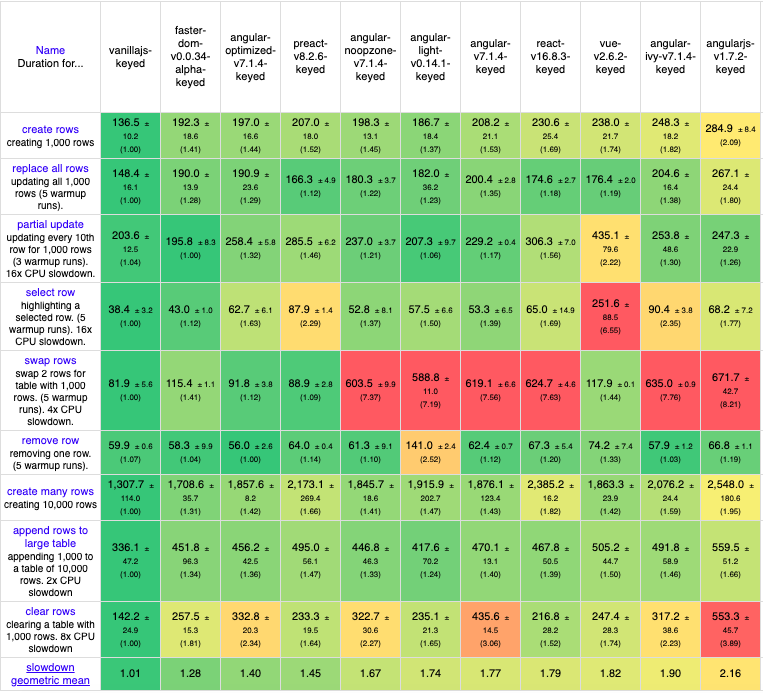 Name
Duration for...
vanillajs-
keyed
faster-
dom-
v0.0.34-
alpha-
keyed
angular-
optimized-
v7.1.4-
keyed
preact-
v8.2.6-
keyed
angular-
noopzone-
v7.1.4-
keyed
angular-
light-
v0.14.1-
keyed
angular-
v7.1.4-
keyed
react-
v16.8.3-
keyed
vue-
v2.6.2-
keyed
angular-
ivy-v7.1.4-
keyed
angularjs-
v1.7.2-
keyed
create rows
creating 1,000 rows
136.5 ±
10.2
(1.00)
192.3 ±
18.6
(1.41)
197.0 ±
16.6
(1.44)
207.0 ±
18.0
(1.52)
198.3 ±
13.1
(1.45)
186.7 ±
18.4
(1.37)
208.2 ±
21.1
(1.53)
230.6 ±
25.4
(1.69)
238.0 ±
21.7
(1.74)
248.3 ±
18.2
(1.82)
284.9 ± 8.4
(2.09)
replace all rows
updating all 1,000
rows (5 warmup
runs).
148.4 ±
16.1
(1.00)
190.0 ±
13.9
(1.28)
190.9 ±
23.6
(1.29)
166.3 ± 4.9
(1.12)
180.3 ± 3.7
(1.22)
182.0 ±
36.2
(1.23)
200.4 ± 2.8
(1.35)
174.6 ± 2.7
(1.18)
176.4 ± 2.0
(1.19)
204.6 ±
16.4
(1.38)
267.1 ±
24.4
(1.80)
partial update
updating every 10th
row for 1,000 rows
(3 warmup runs).
16x CPU slowdown.
203.6 ±
12.5
(1.04)
195.8 ± 8.3
(1.00)
258.4 ± 5.8
(1.32)
285.5 ± 6.2
(1.46)
237.0 ± 3.7
(1.21)
207.3 ± 9.7
(1.06)
229.2 ± 0.4
(1.17)
306.3 ± 7.0
(1.56)
435.1 ±
79.6
(2.22)
253.8 ±
48.6
(1.30)
247.3 ±
22.9
(1.26)
select row
highlighting a
selected row. (5
warmup runs). 16x
CPU slowdown.
38.4 ± 3.2
(1.00)
43.0 ± 1.0
(1.12)
62.7 ± 6.1
(1.63)
87.9 ± 1.4
(2.29)
52.8 ± 8.1
(1.37)
57.5 ± 6.6
(1.50)
53.3 ± 6.5
(1.39)
65.0 ± 14.9
(1.69)
251.6 ±
88.5
(6.55)
90.4 ± 3.8
(2.35)
68.2 ± 7.2
(1.77)
swap rows
swap 2 rows for
table with 1,000
rows. (5 warmup
runs). 4x CPU
slowdown.
81.9 ± 5.6
(1.00)
115.4 ± 1.1
(1.41)
91.8 ± 3.8
(1.12)
88.9 ± 2.8
(1.09)
603.5 ± 9.9
(7.37)
588.8 ±
11.0
(7.19)
619.1 ± 6.6
(7.56)
624.7 ± 4.6
(7.63)
117.9 ± 0.1
(1.44)
635.0 ± 0.9
(7.76)
671.7 ±
42.7
(8.21)
remove row
removing one row.
(5 warmup runs).
59.9 ± 0.6
(1.07)
58.3 ± 9.9
(1.04)
56.0 ± 2.6
(1.00)
64.0 ± 0.4
(1.14)
61.3 ± 9.1
(1.10)
141.0 ± 2.4
(2.52)
62.4 ± 0.7
(1.12)
67.3 ± 5.4
(1.20)
74.2 ± 7.4
(1.33)
57.9 ± 1.2
(1.03)
66.8 ± 1.1
(1.19)
create many rows
creating 10,000 rows
1,307.7 ±
114.0
(1.00)
1,708.6 ±
35.7
(1.31)
1,857.6 ±
8.2
(1.42)
2,173.1 ±
269.4
(1.66)
1,845.7 ±
18.6
(1.41)
1,915.9 ±
202.7
(1.47)
1,876.1 ±
123.4
(1.43)
2,385.2 ±
16.2
(1.82)
1,863.3 ±
23.9
(1.42)
2,076.2 ±
24.4
(1.59)
2,548.0 ±
180.6
(1.95)
append rows to
large table
appending 1,000 to
a table of 10,000
rows. 2x CPU
slowdown
336.1 ±
47.2
(1.00)
451.8 ±
96.3
(1.34)
456.2 ±
42.5
(1.36)
495.0 ±
56.1
(1.47)
446.8 ±
46.3
(1.33)
417.6 ±
70.2
(1.24)
470.1 ±
13.1
(1.40)
467.8 ±
50.5
(1.39)
505.2 ±
44.7
(1.50)
491.8 ±
58.9
(1.46)
559.5 ±
51.2
(1.66)
clear rows
clearing a table with
1,000 rows. 8x CPU
slowdown
142.2 ±
24.9
(1.00)
257.5 ±
15.3
(1.81)
332.8 ±
20.3
(2.34)
233.3 ±
19.5
(1.64)
322.7 ±
30.6
(2.27)
235.1 ±
21.3
(1.65)
435.6 ±
14.5
(3.06)
216.8 ±
28.2
(1.52)
247.4 ±
28.3
(1.74)
317.2 ±
38.6
(2.23)
553.3 ±
45.7
(3.89)
slowdown
geometric mean
1.01
1.28
1.40
1.45
1.67
1.74
1.77
1.79
1.82
1.90
2.16